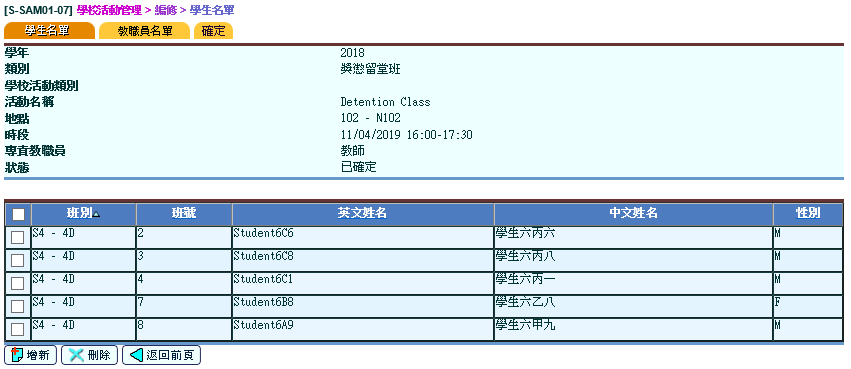 [S-SAM01-07] 學校活動管理 > 編修 > 學生名單
學生名單 教職員名單 確定
學年 2018
類別 獎懲留堂班
學校活動類別
活動名稱 Detention Class
地點 102 - N102
時段 11/04/2019 16:00-17:30
專責教職員 教師
狀態 已確定
班別 班號 英文姓名 中文姓名 性別
S4 - 4D 2 Student6C6 學生六丙六 M
S4 - 4D 3 Student6C8 學生六丙八 M
S4 - 4D 4 Student6C1 學生六丙一 M
S4 - 4D 7 Student6B8 學生六乙八 F
S4 - 4D 8 Student6A9 學生六甲九 M
增新 刪除 返回前頁